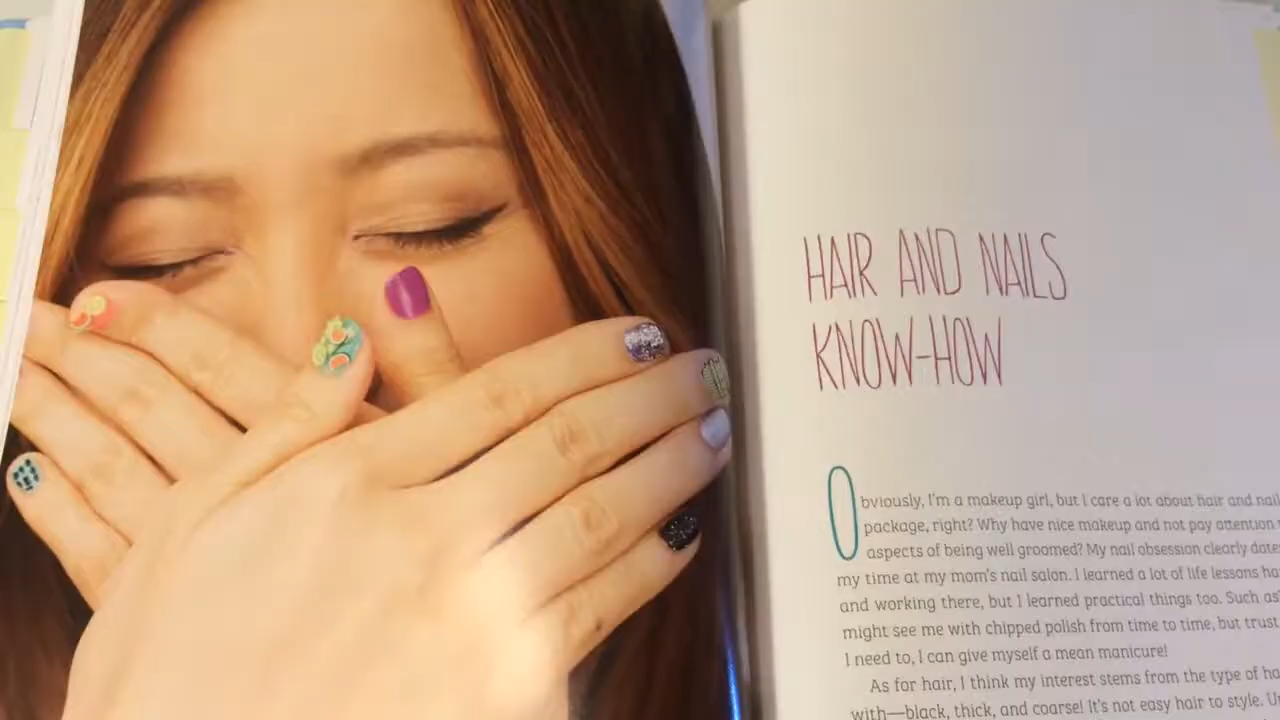 HAIR AND NAILS
KNOW-HOW
Obviously, I'm a makeup girl, but I care a lot about hair and
package, right? Why have nice makeup and not pay attention
aspects of being well groomed? My nail obsession clearly
my time at my mom's nail salon. I learned a lot of life lessons
and working there, but I learned practical things too. Such
might see me with chipped polish from time to time, but trust
I need to, I can give myself a mean manicure!
As for hair, I think my interest stems from the type of
with—black, thick, and coarse! It's not easy hair to style.